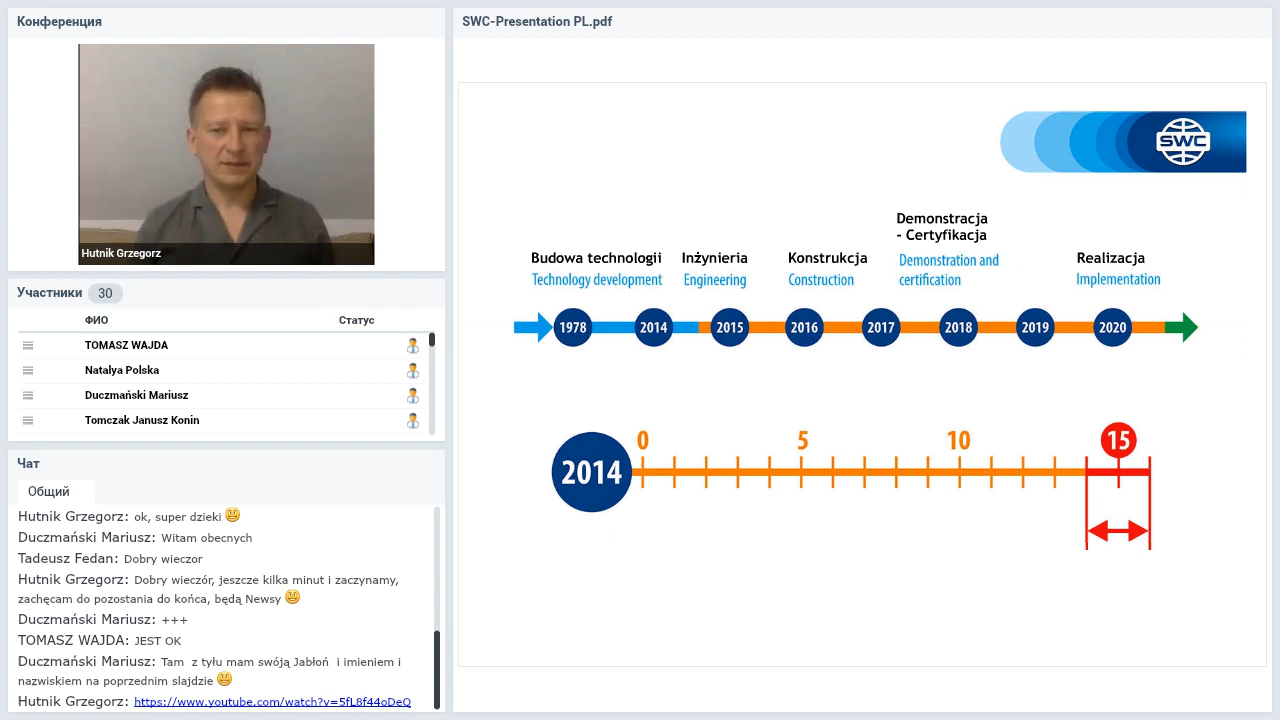 Конференция
Hutnik Grzegorz
Участники 30
ФИО Статус
TOMASZ WAJDA
Natalya Polska
Duczmański Mariusz
Tomczak Janusz Konin
Чат
Общий
Hutnik Grzegorz: ok, super dzieki
Duczmański Mariusz: Witam obecnych
Tadeusz Fedan: Dobry wieczor
Hutnik Grzegorz: Dobry wieczór, jeszcze kilka minut i zaczynamy,
zachęcam do pozostania do końca, będą Newsy
Duczmański Mariusz: +++
TOMASZ WAJDA: JEST OK
Duczmański Mariusz: Tam z tyłu mam swóją Jabłoń i imieniem i
nazwiskiem na poprzednim slajdzie
Hutnik Grzegorz: https://www.youtube.com/watch?v=5fL8f44oDeQ
SWC-Presentation PL.pdf
SWC
Demonstracja
- Certyfikacja
Budowa technologii Inżynieria Konstrukcja Realizacja
Demonstration and
certification
Technology development Engineering Construction Implementation
1978 2014 2015 2016 2017 2018 2019 2020
0 5 10 15
2014